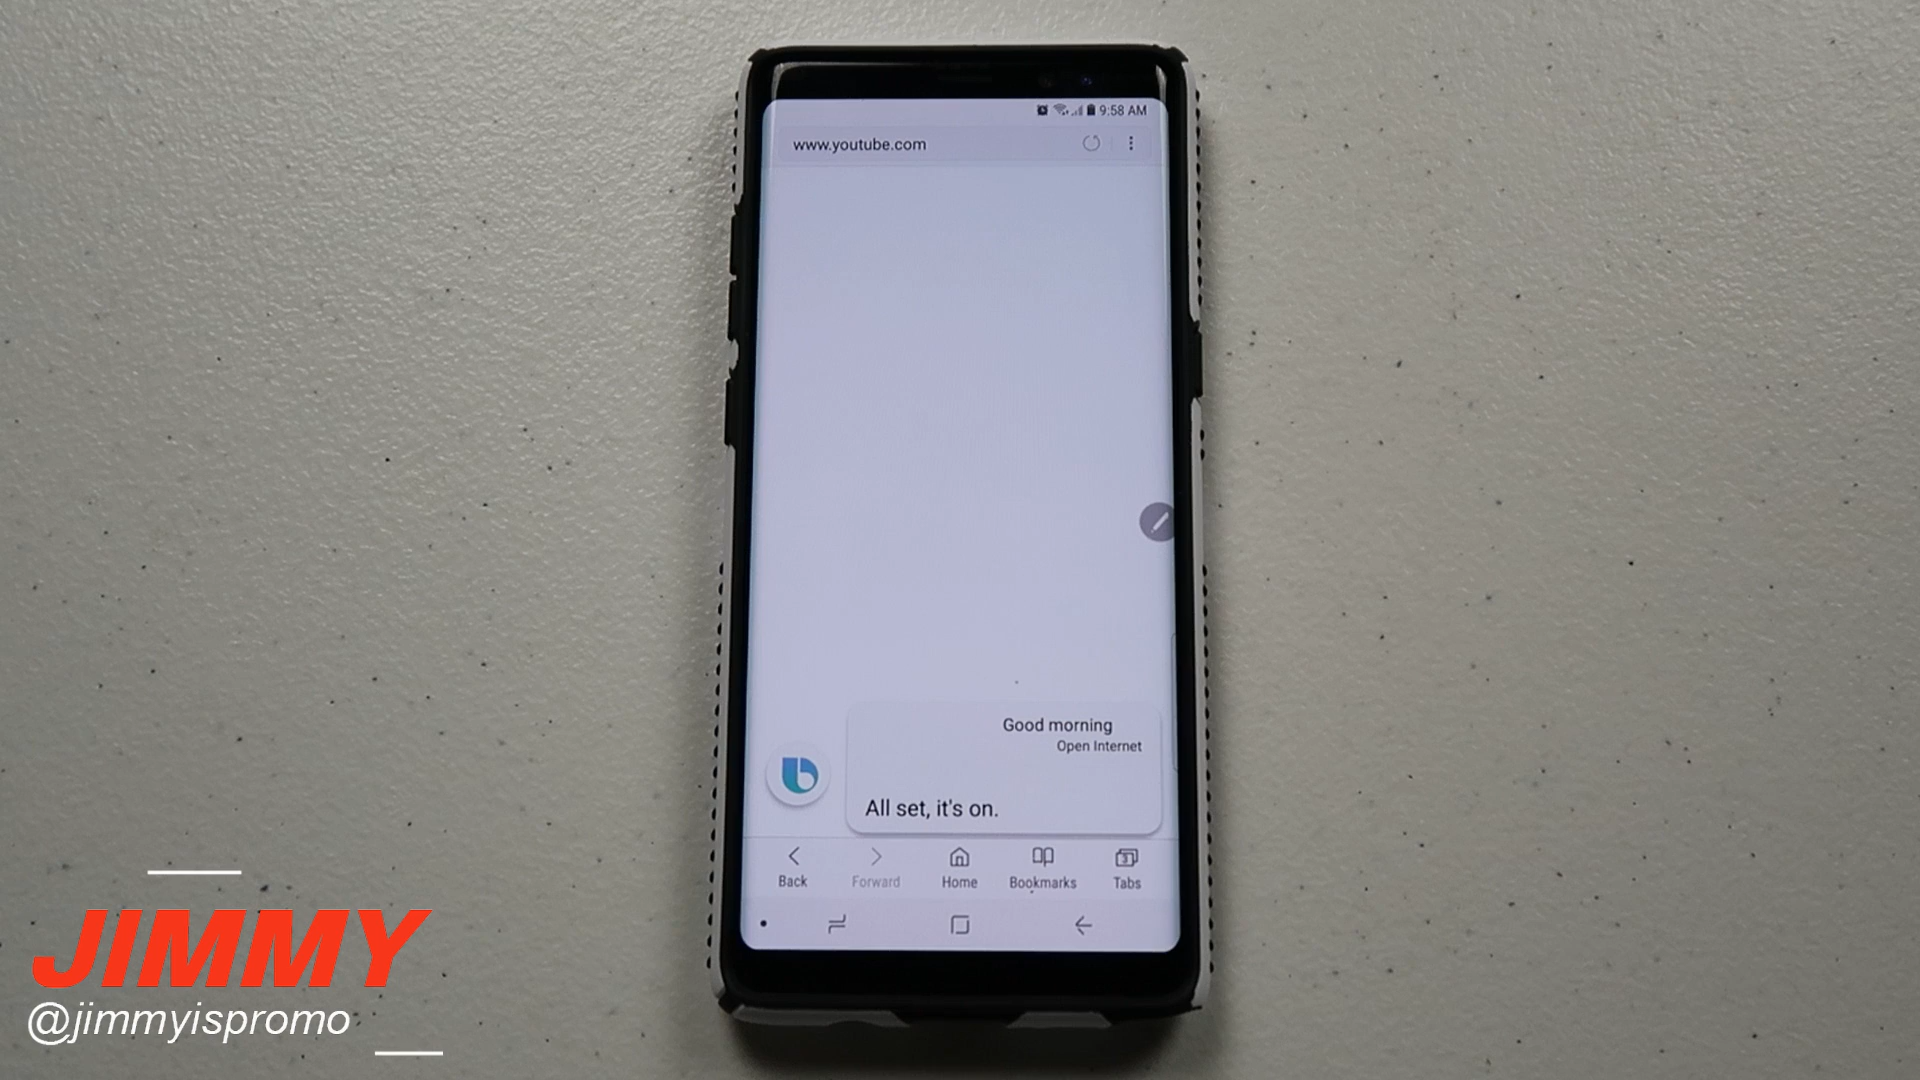 9:58 AM
www.youtube.com
Good morning
Open Internet
All set, it's on.
Back Forward Home Bookmarks Tabs
3
JIMMY
@jimmyispromo